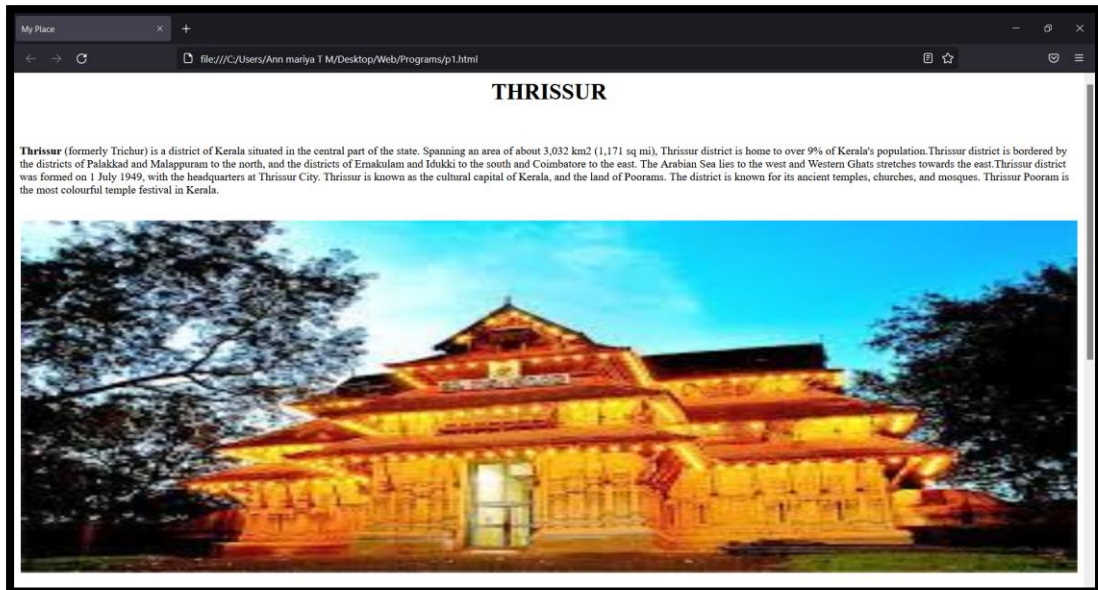 My Place
file:///C:/Users/Ann mariya T M/Desktop/Web/Programs/p1.html
THRISSUR
Thrissur (formerly Trichur) is a district of Kerala situated in the central part of the state. Spanning an area of about 3,032 km2 (1,171 sq mi), Thrissur district is home to over 9% of Kerala's population.Thrissur district is bordered by
the districts of Palakkad and Malappuram to the north, and the districts of Ernakulam and Idukki to the south and Coimbatore to the east. The Arabian Sea lies to the west and Western Ghats stretches towards the east.Thrissur district
was formed on 1 July 1949, with the headquarters at Thrissur City. Thrissur is known as the cultural capital of Kerala, and the land of Poorams. The district is known for its ancient temples, churches, and mosques. Thrissur Pooram is
the most colourful temple festival in Kerala.